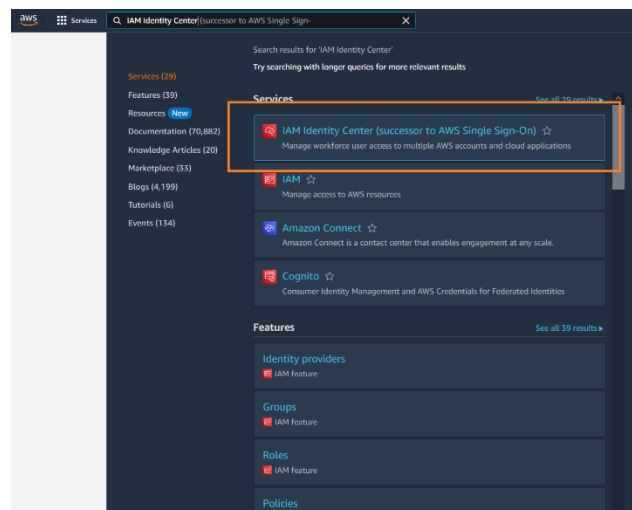 aws
Services
IAM Identity Center (successor to AWS Single Sign-
Search results for 'IAM Identity Center'
Try searching with longer queries for more relevant results
Services (29)
Features (39)
Resources New
Documentation (70,882)
Knowledge Articles (20)
Marketplace (33)
Blogs (4,199)
Tutorials (6)
Events (134)
Services
See all 29 results
IAM Identity Center (successor to AWS Single Sign-On)
Manage workforce user access to multiple AWS accounts and cloud applications
IAM
Manage access to AWS resources
Amazon Connect
Amazon Connect is a contact center that enables engagement at any scale.
Cognito
Consumer Identity Management and AWS Credentials for Federated Identities
Features
See all 39 results
Identity providers
IAM feature
Groups
IAM feature
Roles
IAM feature
Policies